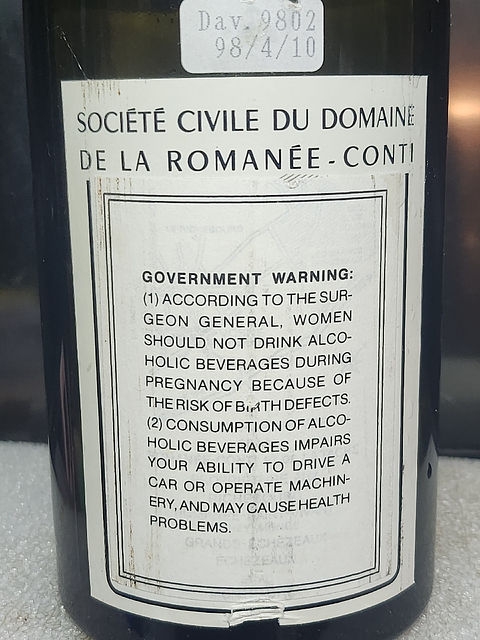 Dav. 9802
98/4/10
SOCIÉTÉ CIVILE DU DOMAINE
DE LA ROMANÉE-CONTI
GOVERNMENT WARNING:
(1) ACCORDING TO THE SUR-
GEON GENERAL, WOMEN
SHOULD NOT DRINK ALCO-
HOLIC BEVERAGES DURING
PREGNANCY BECAUSE OF
THE RISK OF BIRTH DEFECTS.
(2) CONSUMPTION OF ALCO-
HOLIC BEVERAGES IMPAIRS
YOUR ABILITY TO DRIVE A
CAR OR OPERATE MACHIN-
ERY, AND MAY CAUSE HEALTH
PROBLEMS.
GRANDS-ÉCHÉZEAUX
ÉCHÉZEAUX